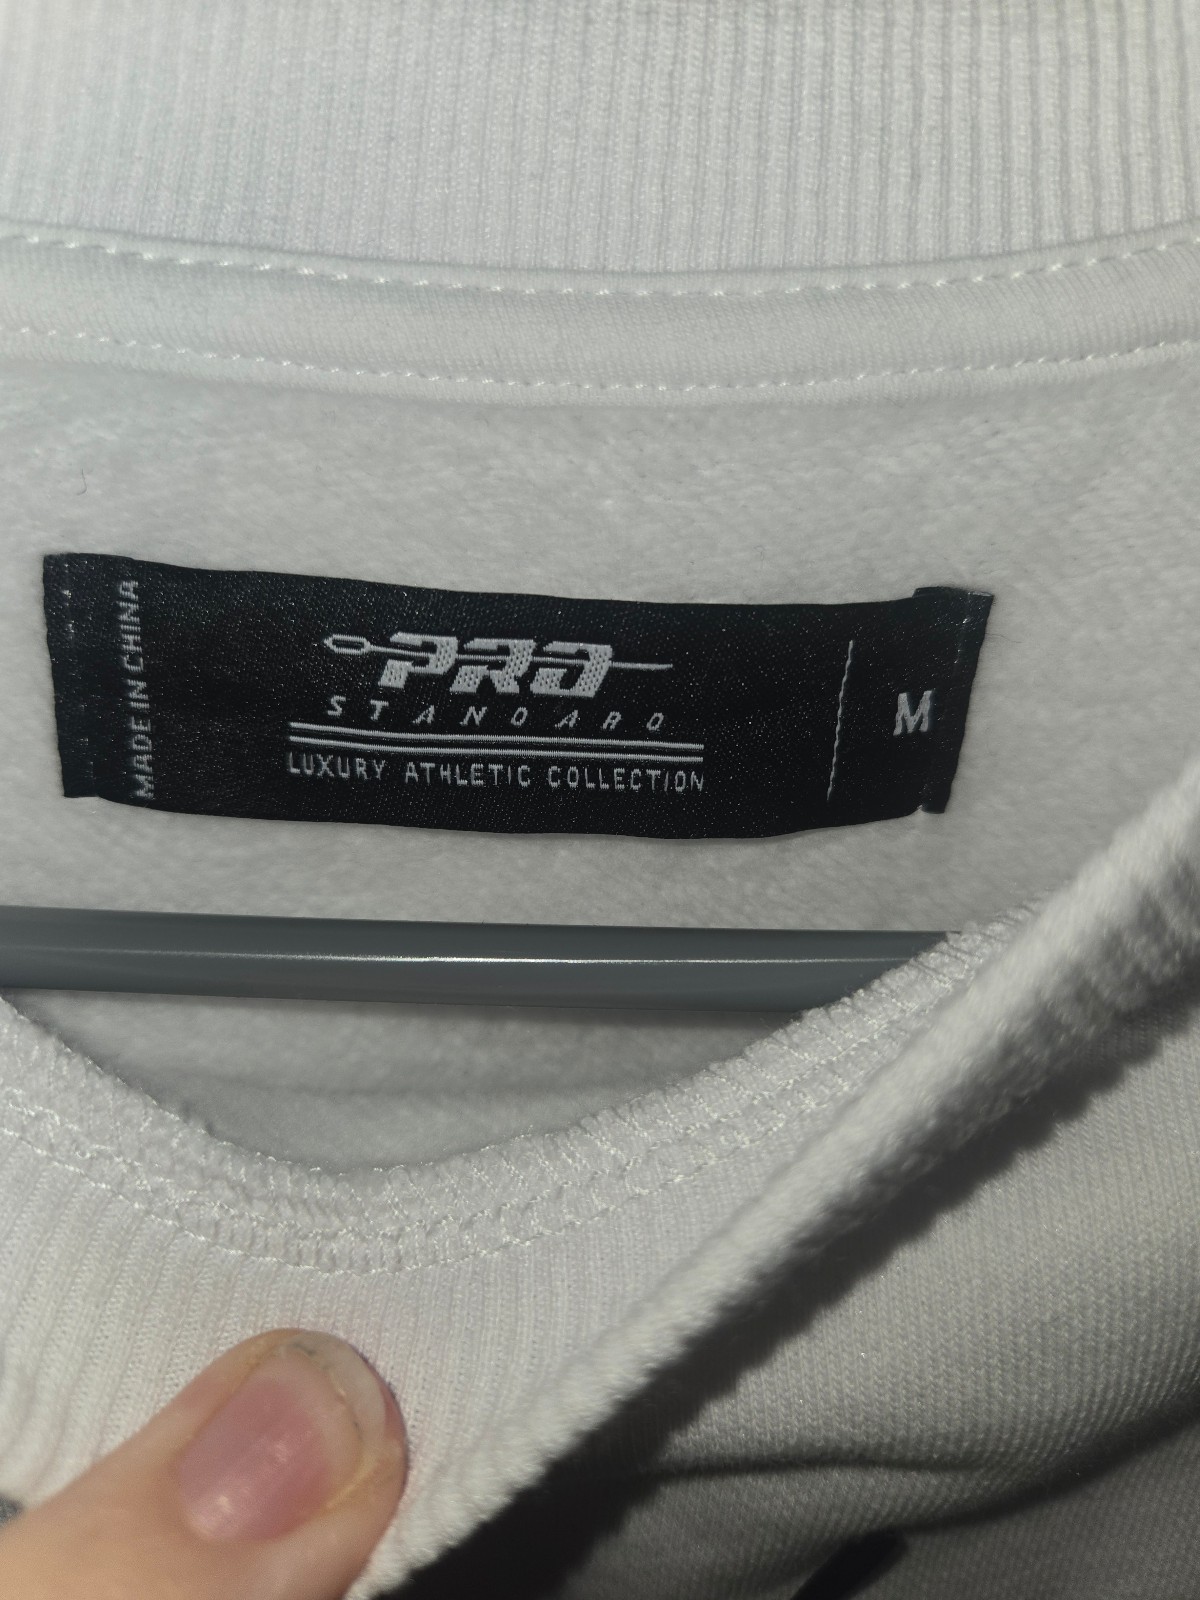 MADE IN CHINA
PRO
STANDARD
LUXURY ATHLETIC COLLECTION
M